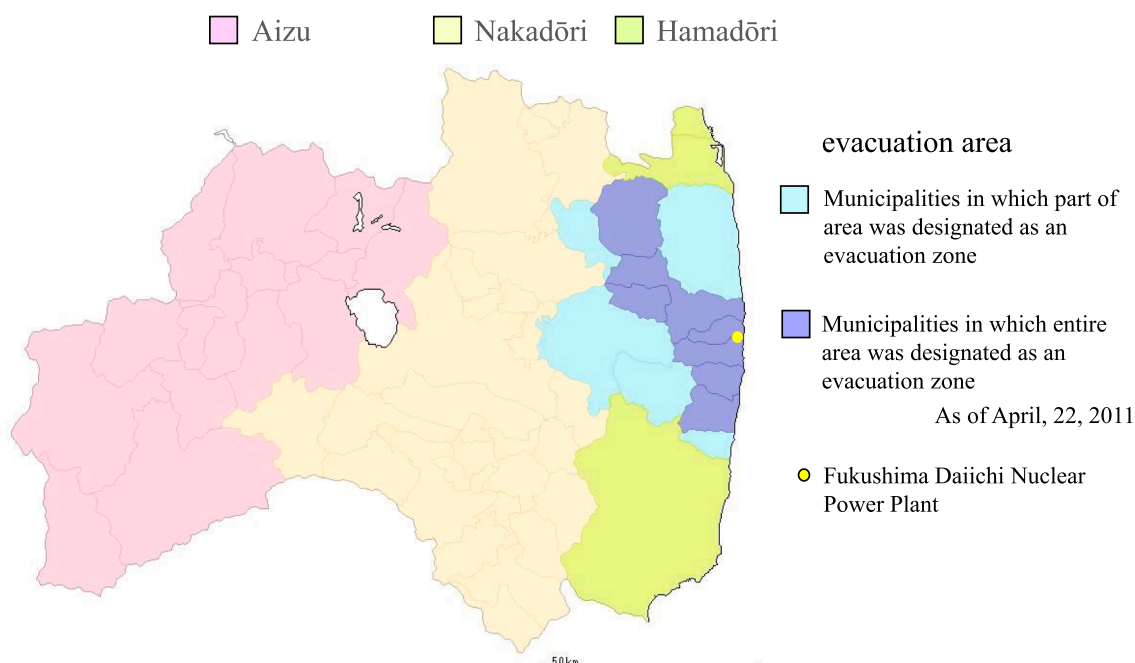 Aizu Nakadōri Hamadōri
evacuation area
Municipalities in which part of
area was designated as an
evacuation zone
Municipalities in which entire
area was designated as an
evacuation zone
As of April, 22, 2011
Fukushima Daiichi Nuclear
Power Plant
50km